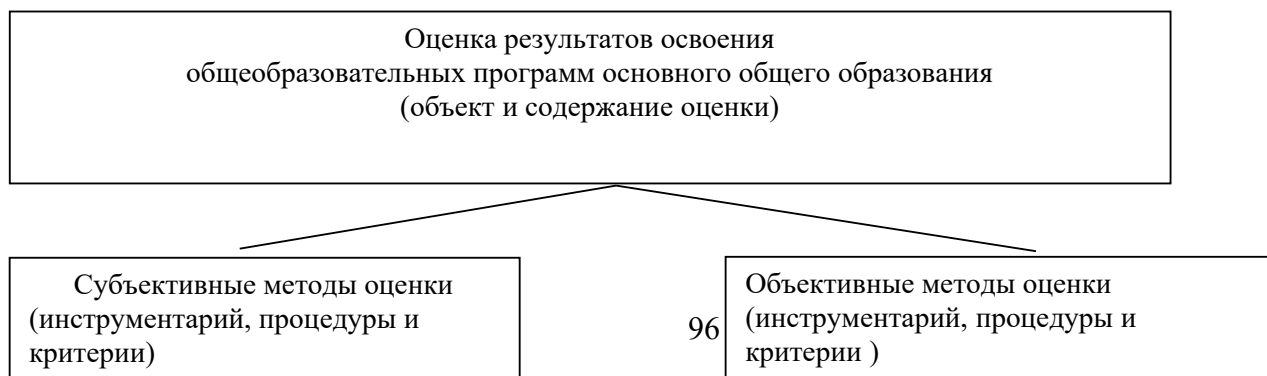 Оценка результатов освоения
общеобразовательных программ основного общего образования
(объект и содержание оценки)
Субъективные методы оценки
(инструментарий, процедуры и
критерии)
96
Объективные методы оценки
(инструментарий, процедуры и
критерии )